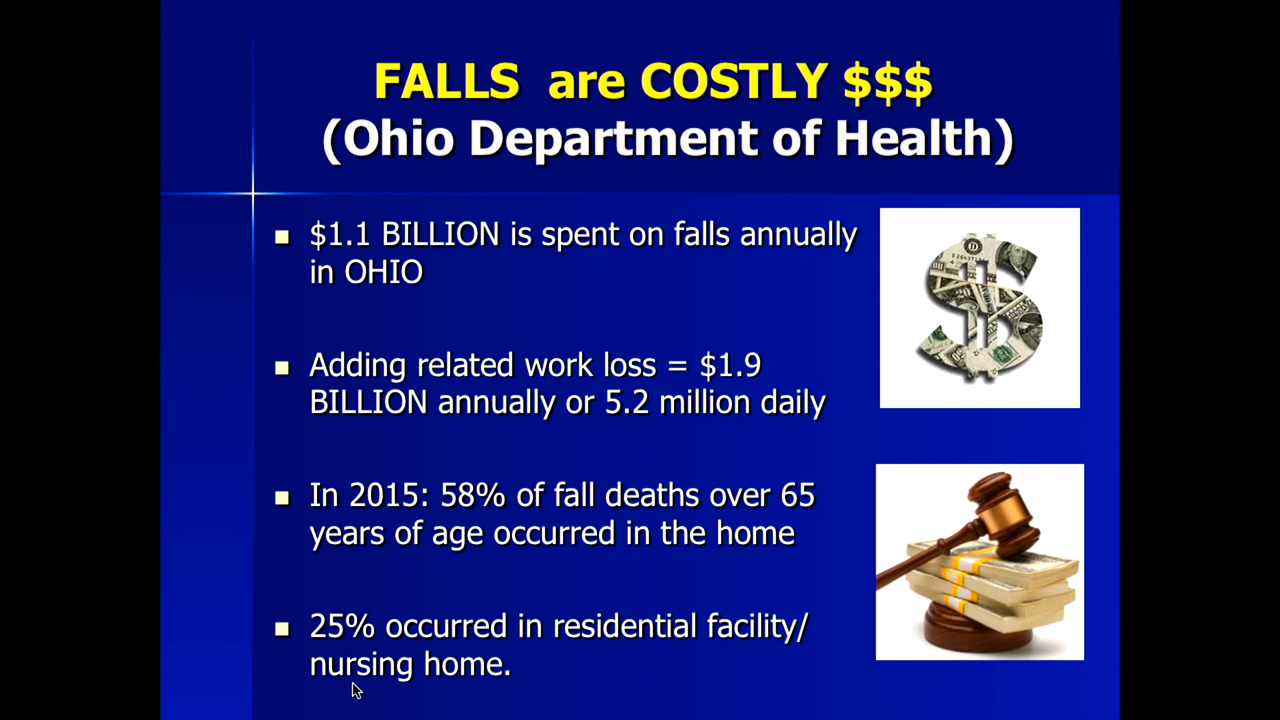 FALLS are COSTLY $$$
(Ohio Department of Health)
$1.1 BILLION is spent on falls annually
in OHIO
Adding related work loss = $1.9
BILLION annually or 5.2 million daily
In 2015: 58% of fall deaths over 65
years of age occurred in the home
25% occurred in residential facility/
nursing home.